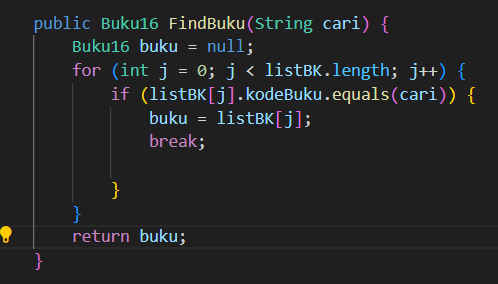 public Buku16 FindBuku(String cari) {
    Buku16 buku = null;
    for (int j = 0; j < listBK.length; j++) {
        if (listBK[j].kodeBuku.equals(cari)) {
            buku = listBK[j];
            break;

        }
    }
    return buku;
}